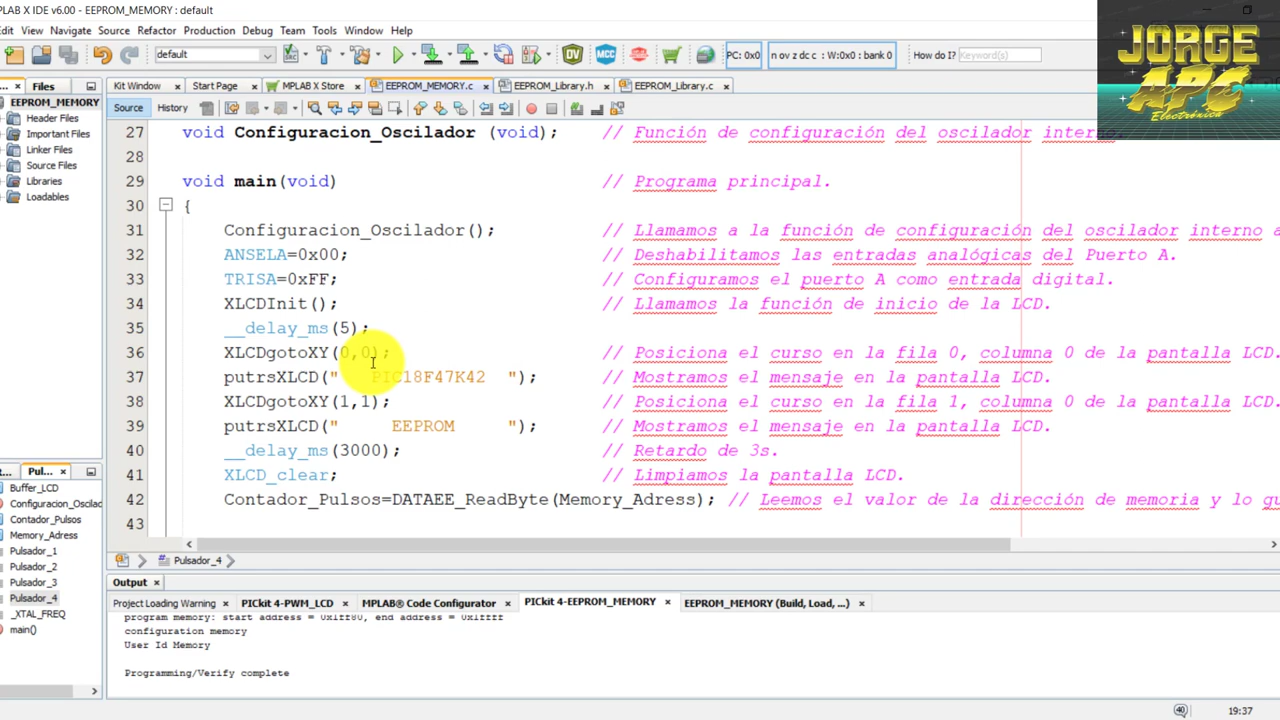 PLAB X IDE v6.00 - EEPROM_MEMORY : default
Edit View Navigate Source Refactor Production Debug Team Tools Window Help
default PC: 0x0 n ov z dc c : W:0x0 : bank 0 How do I? Keyword(s)
JORGE
APC
Electrónica
Files Kit Window Start Page MPLAB X Store EEPROM_MEMORY.c EEPROM_Library.h EEPROM_Library.c
EEPROM_MEMORY
Header Files
Important Files
Linker Files
Source Files
Libraries
Loadables
Source History
27 void Configuracion_Oscilador (void); // Función de configuración del oscilador interno.
28
29 void main(void) // Programa principal.
30 {
31 Configuracion_Oscilador(); // Llamamos a la función de configuración del oscilador interno a
32 ANSELA=0x00; // Deshabilitamos las entradas analógicas del Puerto A.
33 TRISA=0xFF; // Configuramos el puerto A como entrada digital.
34 XLCDInit(); // Llamamos la función de inicio de la LCD.
35 __delay_ms(5);
36 XLCDgotoXY(0,0); // Posiciona el curso en la fila 0, columna 0 de la pantalla LCD.
37 putrsXLCD(" PIC18F47K42 "); // Mostramos el mensaje en la pantalla LCD.
38 XLCDgotoXY(1,1); // Posiciona el curso en la fila 1, columna 0 de la pantalla LCD.
39 putrsXLCD(" EEPROM "); // Mostramos el mensaje en la pantalla LCD.
40 __delay_ms(3000); // Retardo de 3s.
41 XLCD_clear; // Limpiamos la pantalla LCD.
42 Contador_Pulsos=DATAEE_ReadByte(Memory_Adress); // Leemos el valor de la dirección de memoria y lo gu
43
Pul...
Buffer_LCD
Configuracion_Oscilad
Contador_Pulsos
Memory_Adress
Pulsador_1
Pulsador_2
Pulsador_3
Pulsador_4
_XTAL_FREQ
main()
Pulsador_4
Output
Project Loading Warning PICkit 4-PWM_LCD MPLAB® Code Configurator PICkit 4-EEPROM_MEMORY EEPROM_MEMORY (Build, Load, ...)
program memory: start address = 0x1ff80, end address = 0x1ffff
configuration memory
User Id Memory
Programming/Verify complete
40 19:37